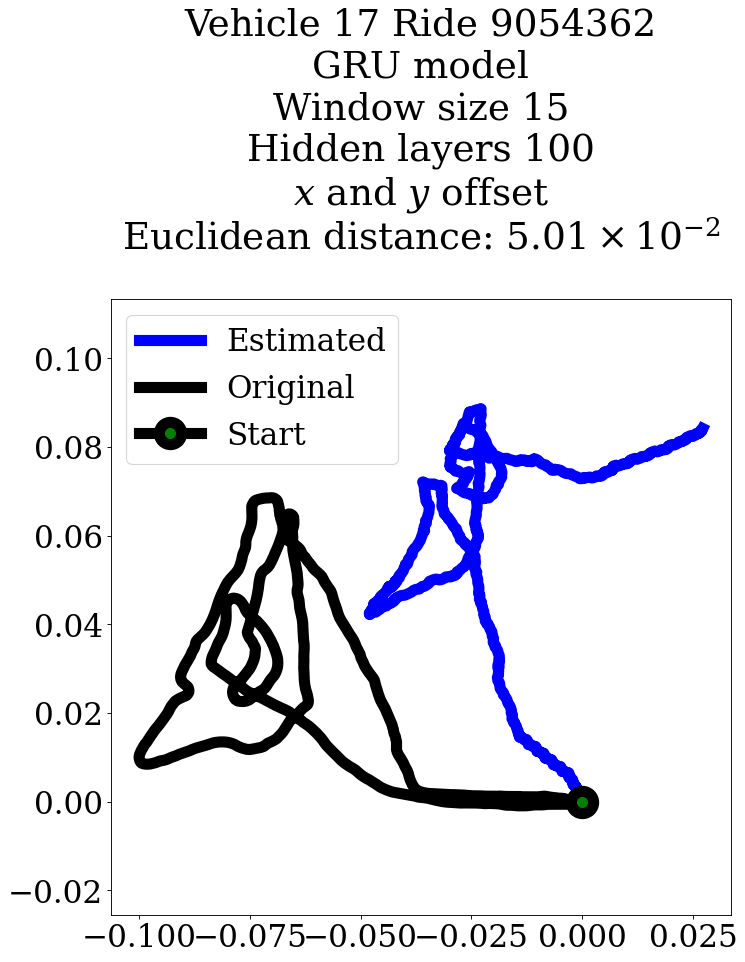 Vehicle 17 Ride 9054362
GRU model
Window size 15
Hidden layers 100
x and y offset
Euclidean distance: 5.01 × 10⁻²
Estimated
Original
Start
0.10
0.08
0.06
0.04
0.02
0.00
−0.02
−0.100 −0.075 −0.050 −0.025 0.000 0.025